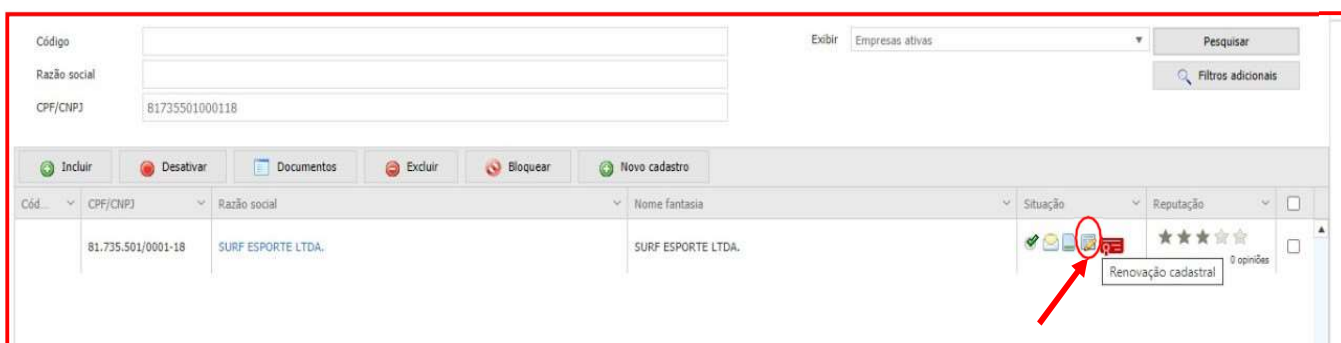 Código
Exibir Empresas ativas Pesquisar
Razão social
Filtros adicionais
CPF/CNPJ 81735501000118
Incluir Desativar Documentos Excluir Bloquear Novo cadastro
Cód... CPF/CNPJ Razão social Nome fantasia Situação Reputação
81.735.501/0001-18 SURF ESPORTE LTDA. SURF ESPORTE LTDA.
0 opiniões
Renovação cadastral